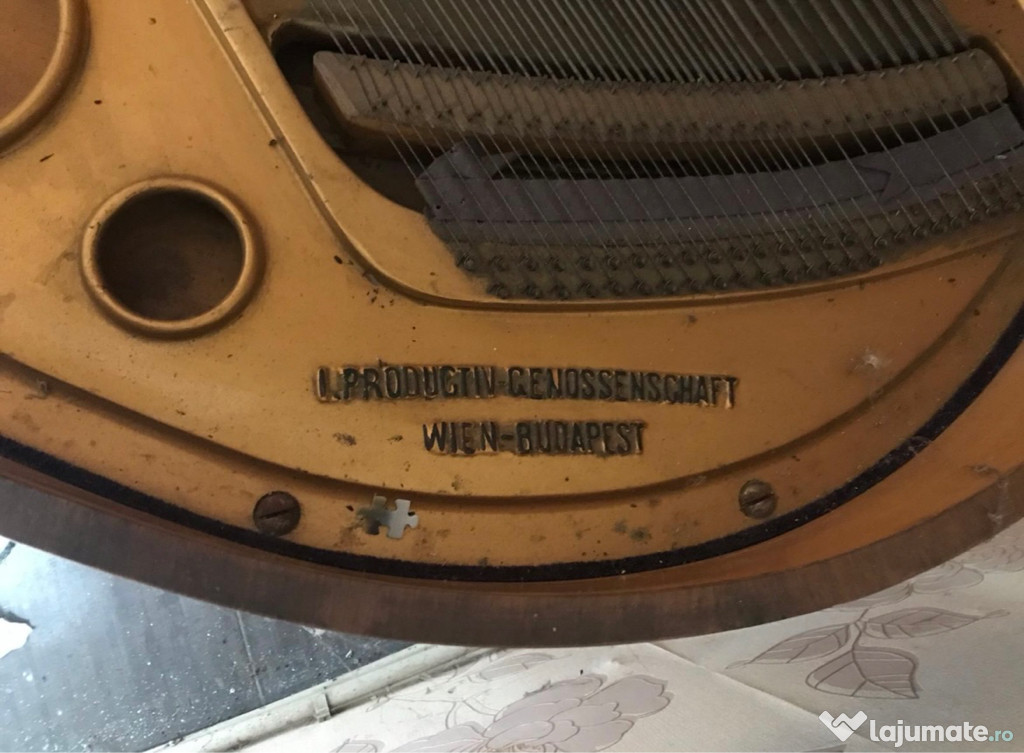 I. PRODUCTIV-GENOSSENSCHAFT
WIEN-BUDAPEST
lajumate.ro